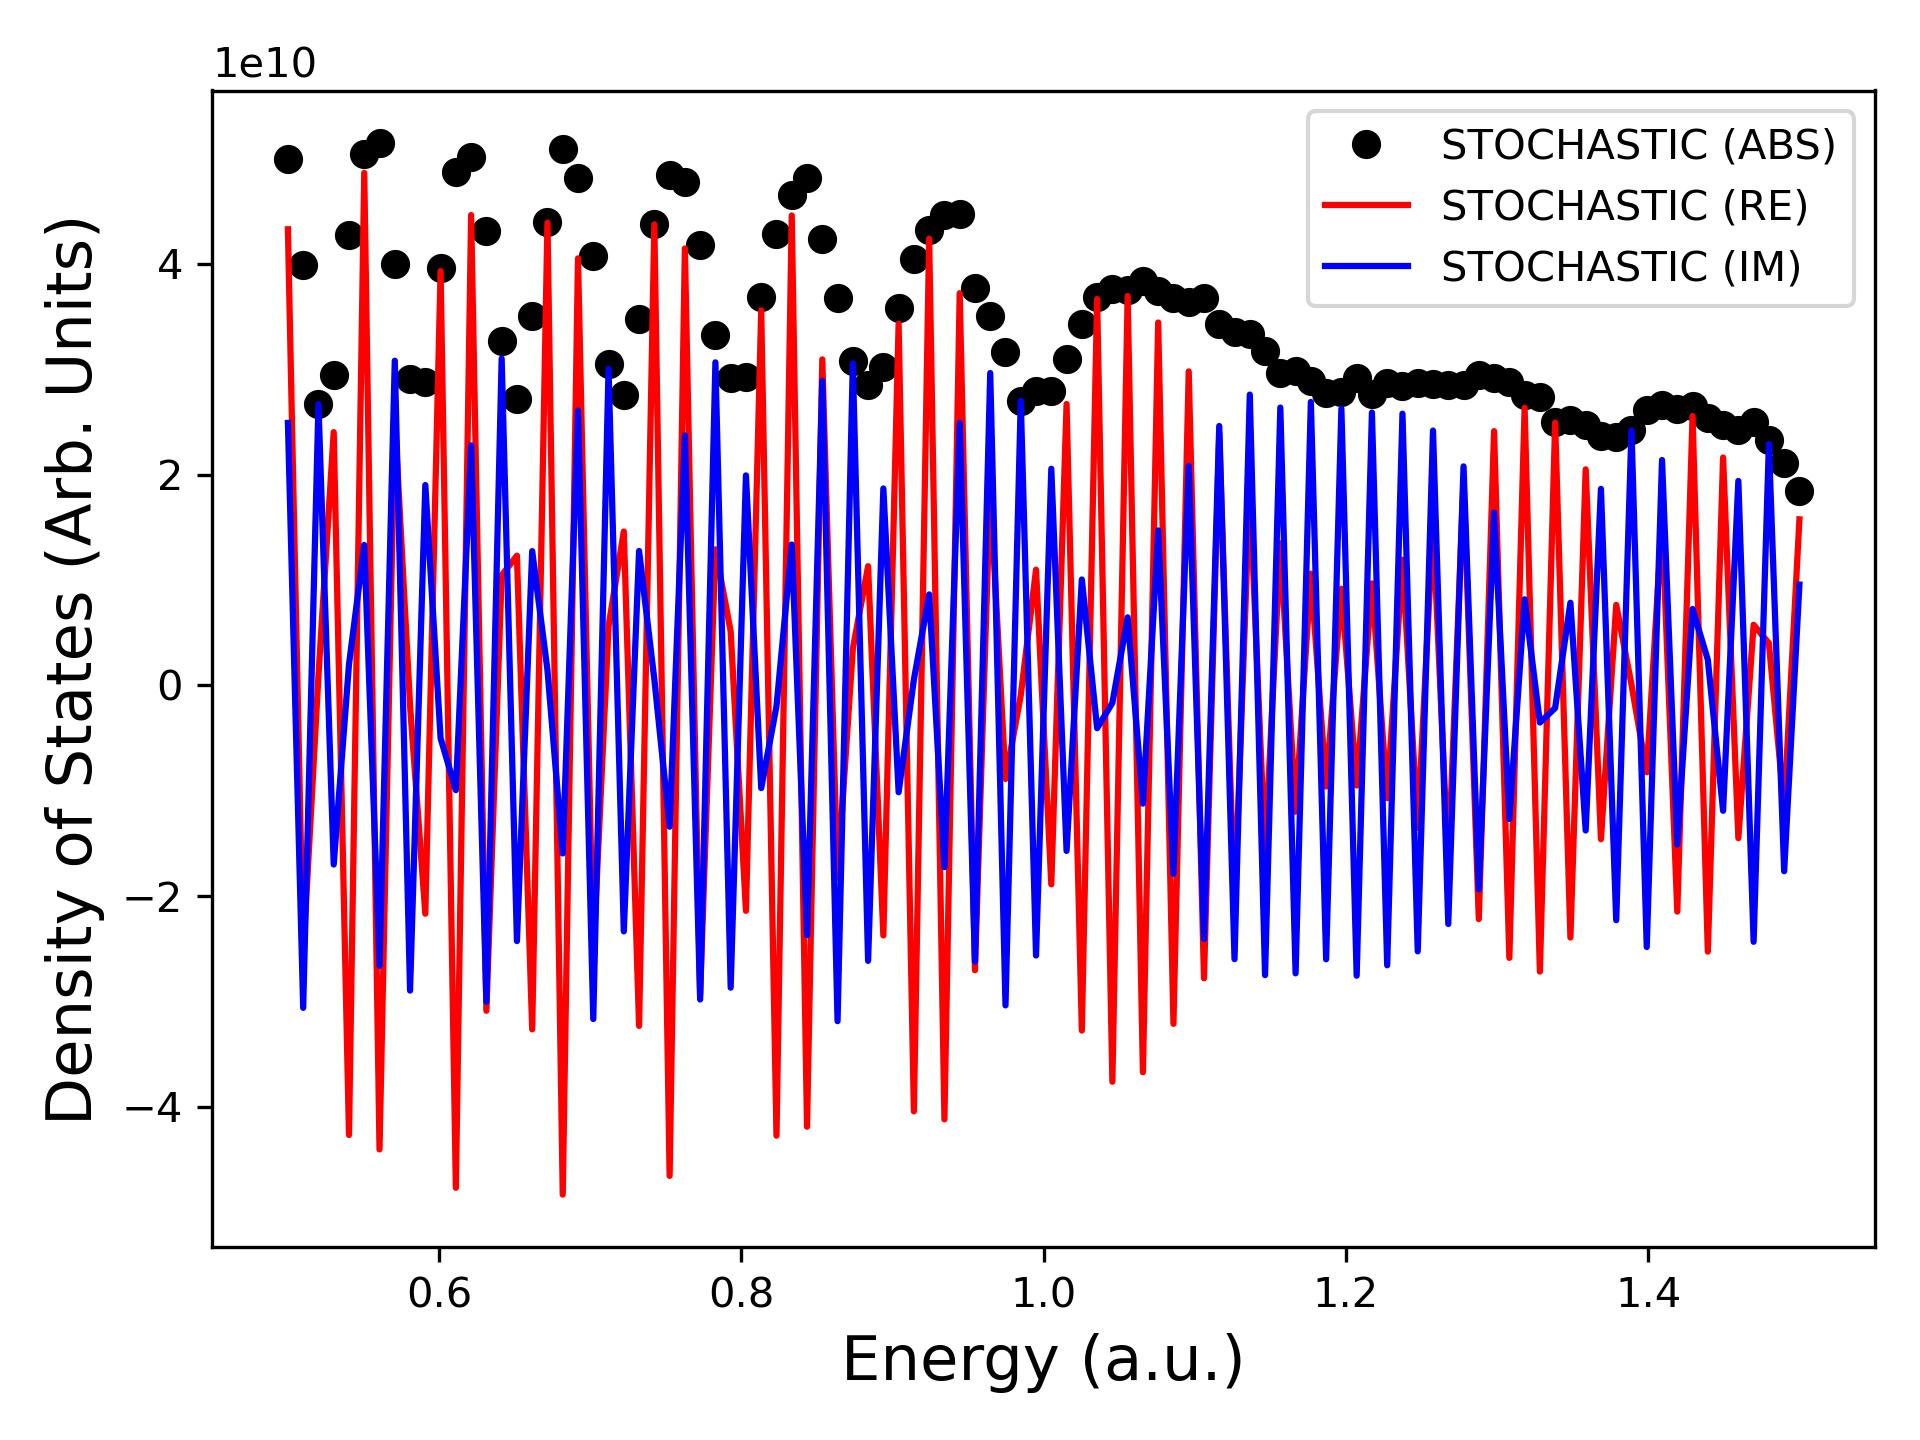 1e10
STOCHASTIC (ABS)
STOCHASTIC (RE)
STOCHASTIC (IM)
Density of States (Arb. Units)
4
2
0
−2
−4
0.6 0.8 1.0 1.2 1.4
Energy (a.u.)